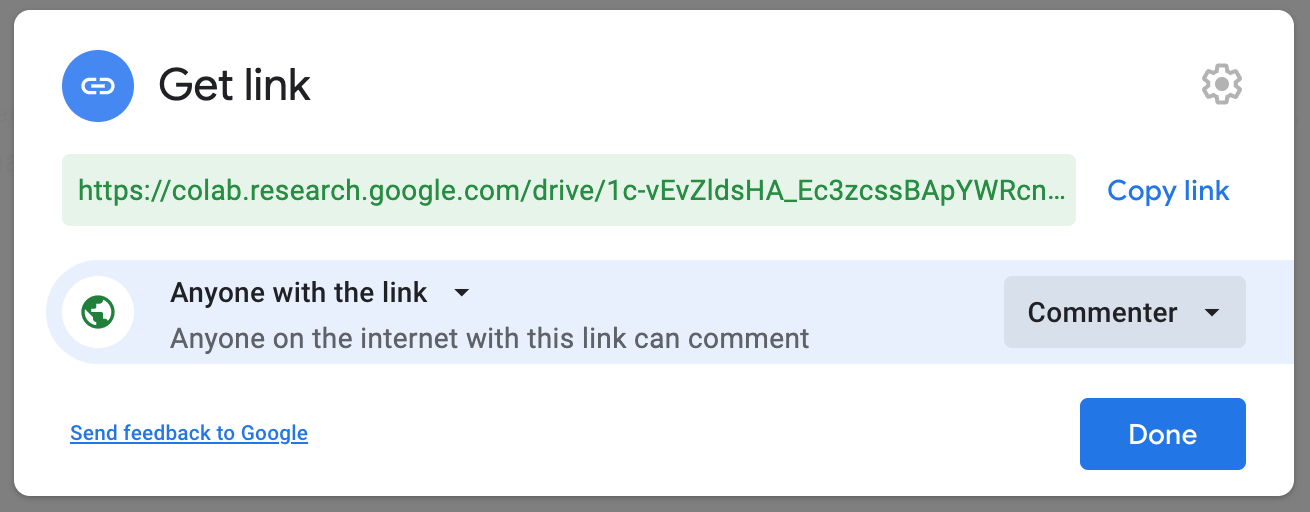 Get link
https://colab.research.google.com/drive/1c-vEvZldsHA_Ec3zcssBApYWRcn...
Copy link
Anyone with the link
Anyone on the internet with this link can comment
Commenter
Send feedback to Google
Done